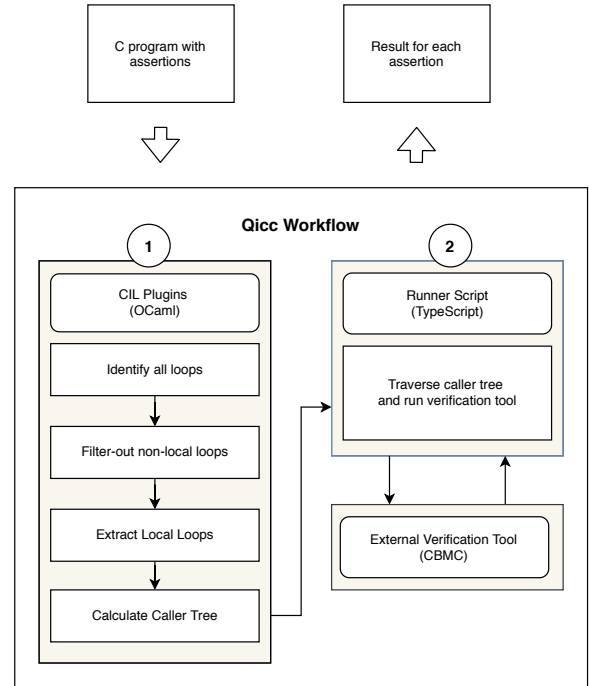 C program with
assertions
Result for each
assertion
Qicc Workflow
1
CIL Plugins
(OCaml)
Identify all loops
Filter-out non-local loops
Extract Local Loops
Calculate Caller Tree
2
Runner Script
(TypeScript)
Traverse caller tree
and run verification tool
External Verification Tool
(CBMC)